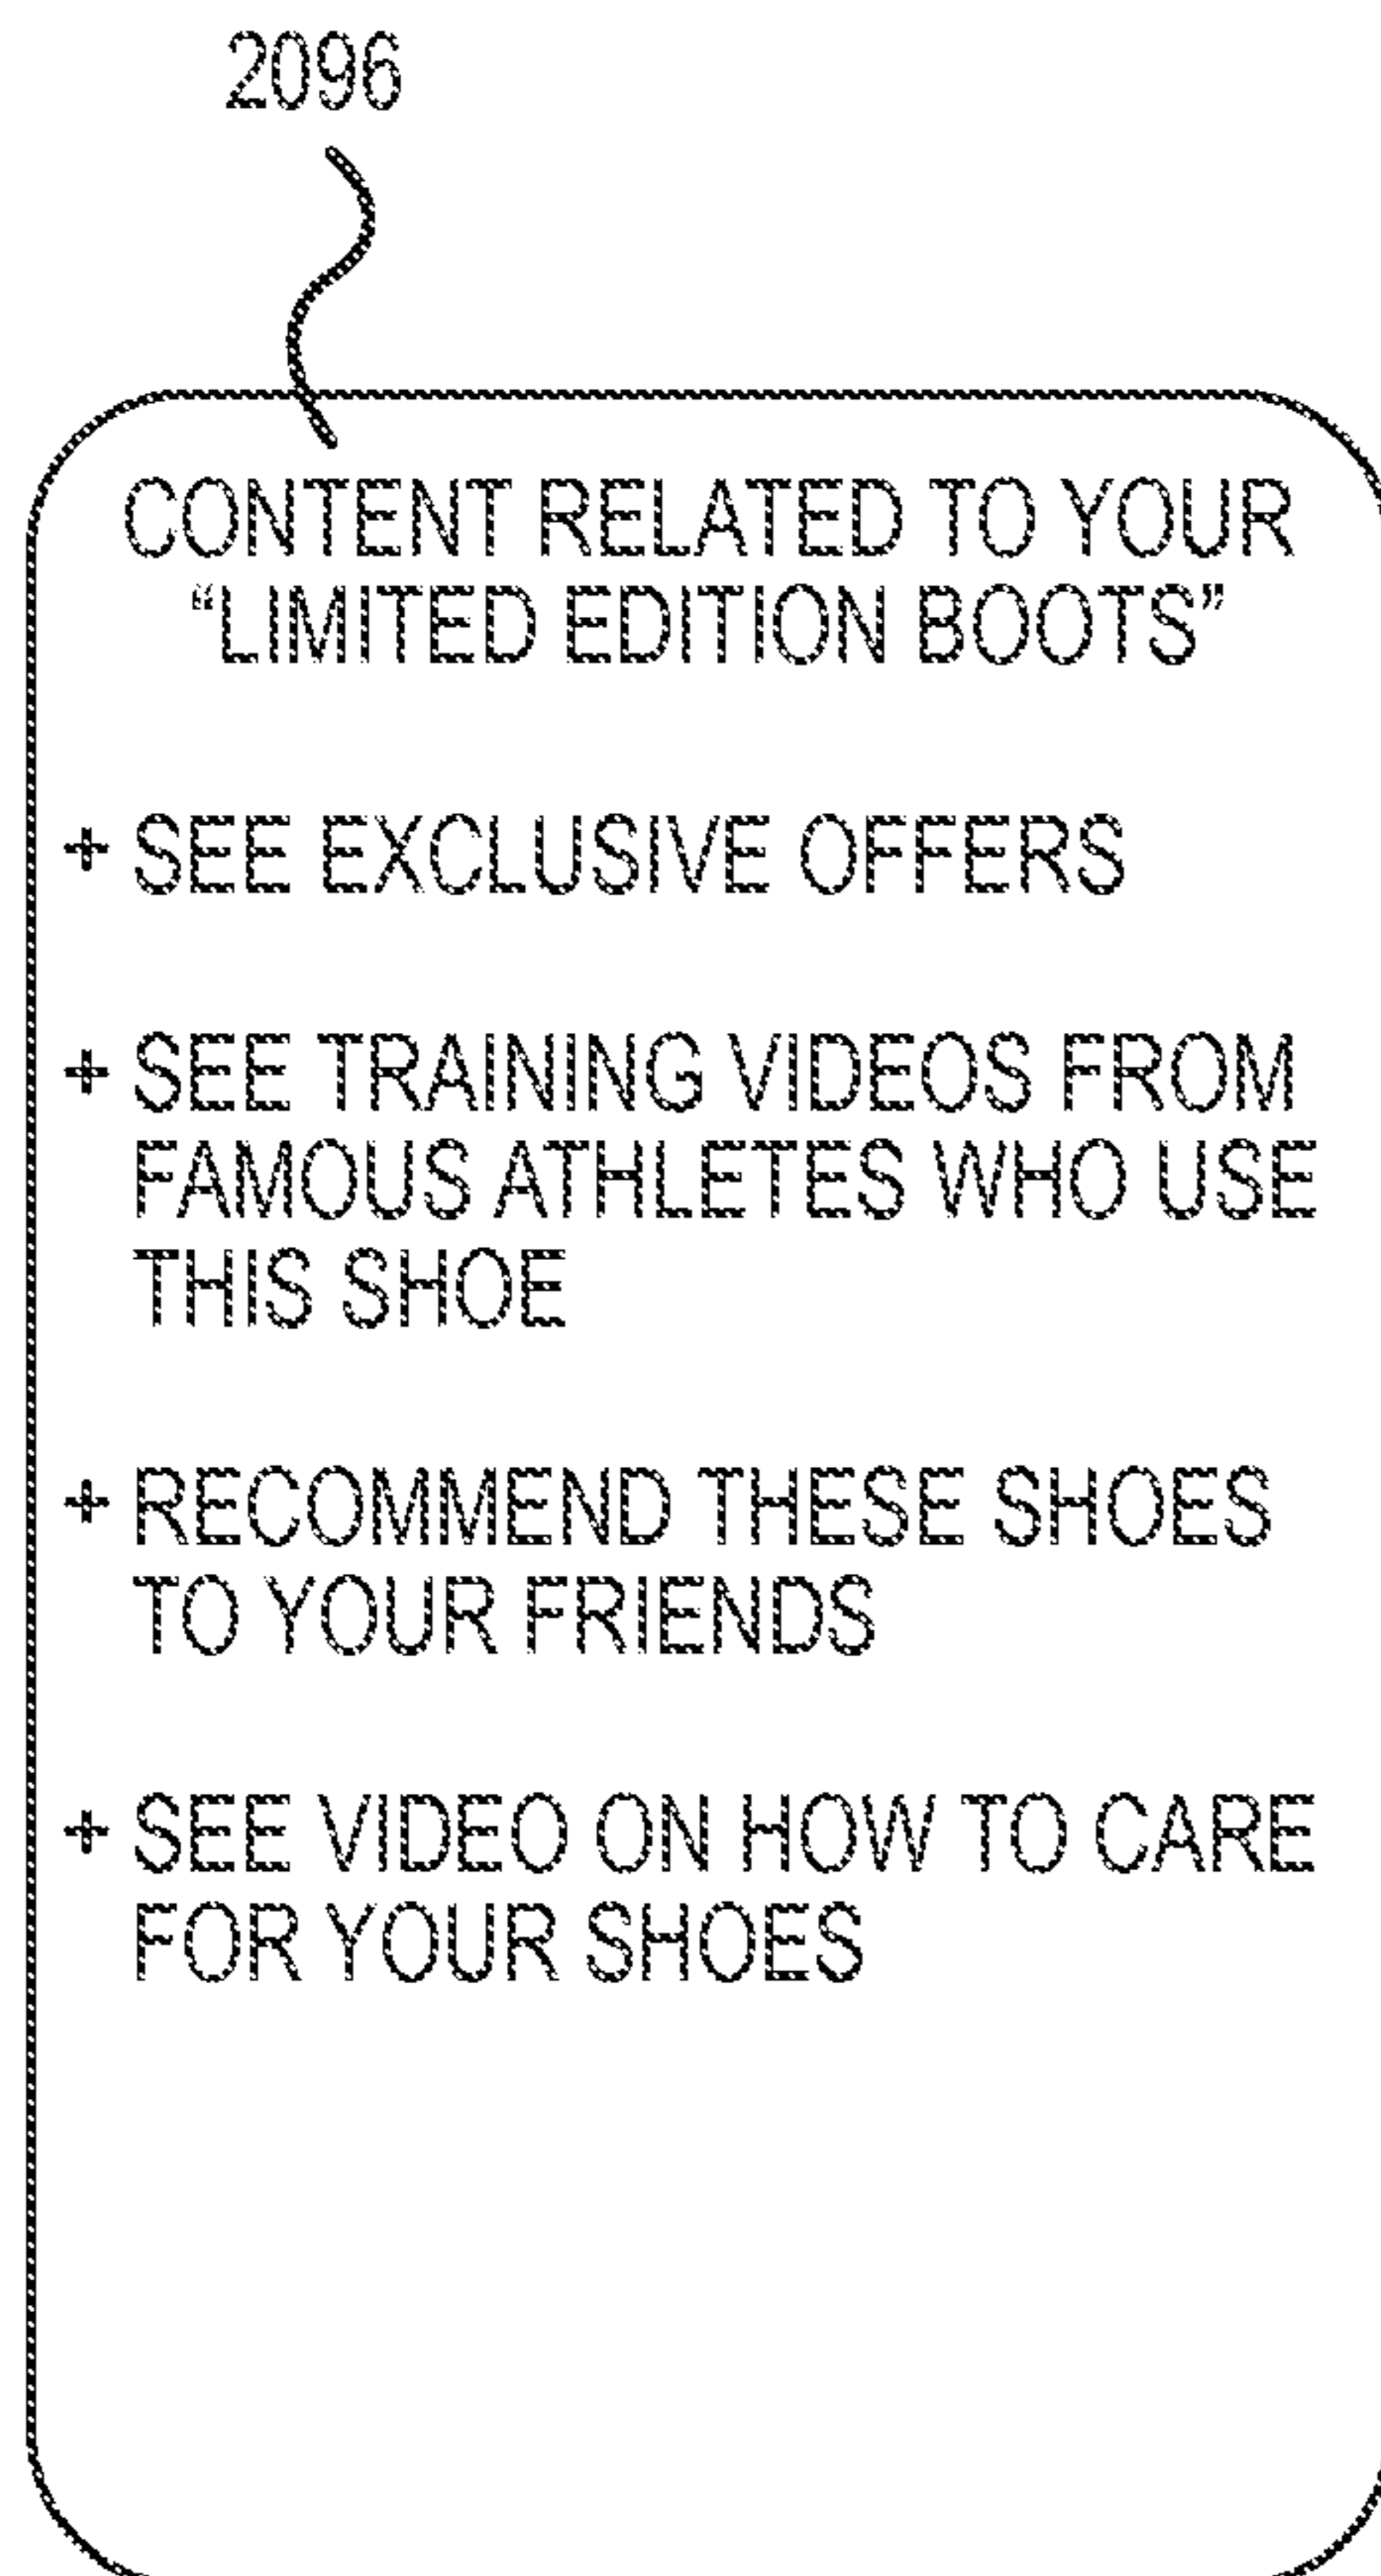 2096
CONTENT RELATED TO YOUR
“LIMITED EDITION BOOTS”
+ SEE EXCLUSIVE OFFERS
+ SEE TRAINING VIDEOS FROM
FAMOUS ATHLETES WHO USE
THIS SHOE
+ RECOMMEND THESE SHOES
TO YOUR FRIENDS
+ SEE VIDEO ON HOW TO CARE
FOR YOUR SHOES